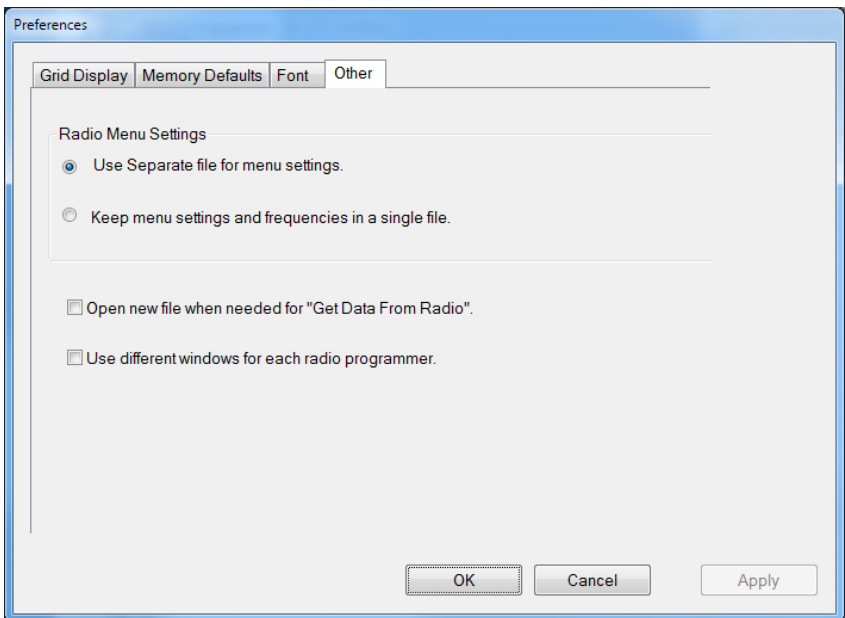 Preferences
Grid Display Memory Defaults Font Other
Radio Menu Settings
Use Separate file for menu settings.
Keep menu settings and frequencies in a single file.
Open new file when needed for "Get Data From Radio".
Use different windows for each radio programmer.
OK Cancel Apply